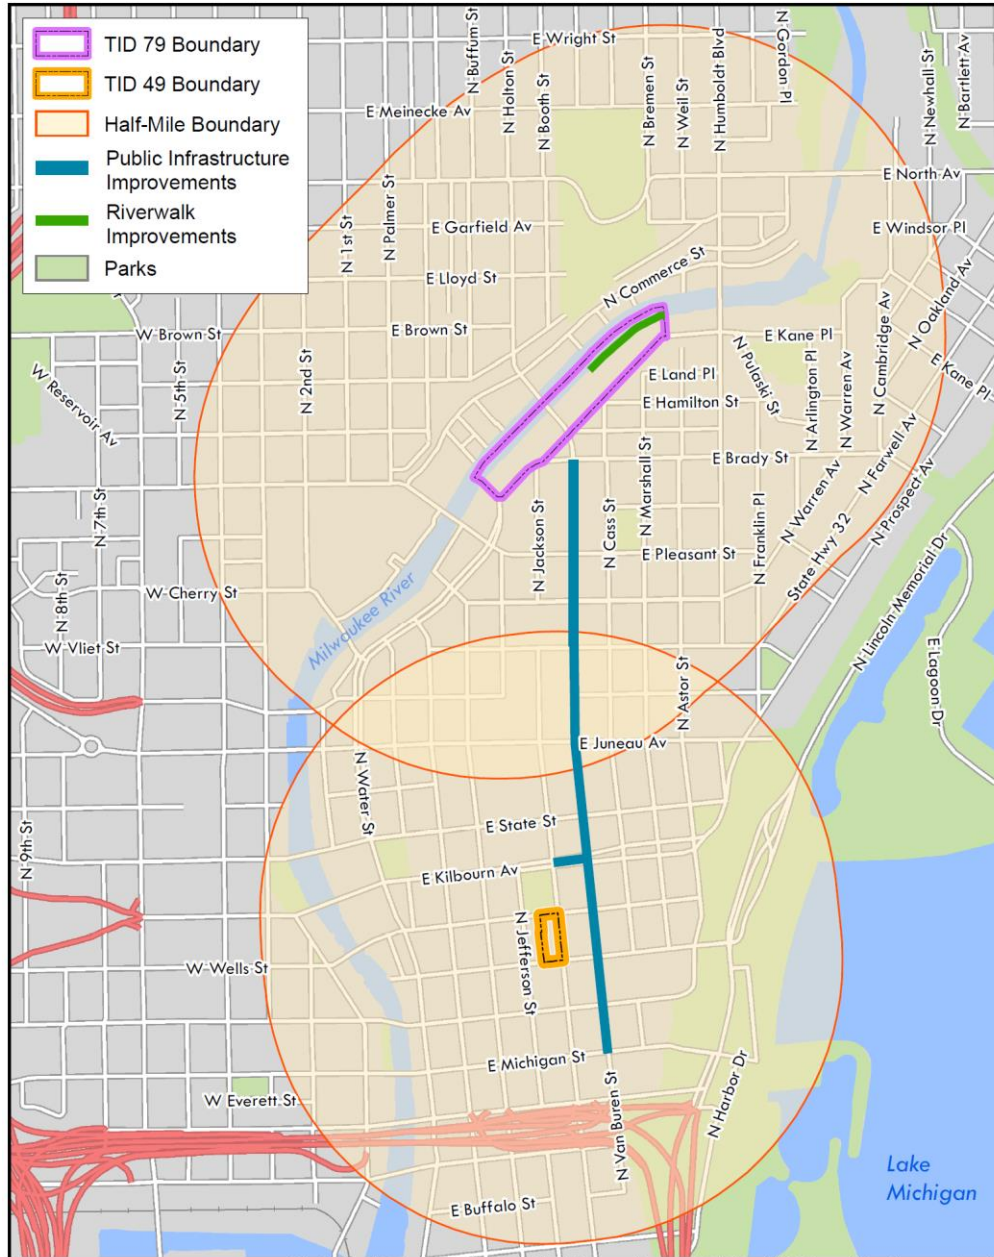 TID 79 Boundary
TID 49 Boundary
Half-Mile Boundary
Public Infrastructure
Improvements
Riverwalk
Improvements
Parks
N Buffum St
E Wright St
N Humboldt Blvd
N Gordon Pl
N Holton St
N Booth St
N Bremen St
N Weil St
N Newhall St
N Bartlett Av
E Meinecke Av
E North Av
N Palmer St
N 1st St
E Garfield Av
E Windsor Pl
E Lloyd St
N Commerce St
N Oakland Av
W Brown St
E Brown St
E Kane Pl
N Cambridge Av
W Reservoir Av
N 5th St
N 2nd St
E Land Pl
N Pulaski St
N Arlington Pl
N Warren Av
E Kane Pl
E Hamilton St
N Marshall St
E Brady St
N Farwell Av
N 7th St
N Warren Av
N Prospect Av
N Jackson St
N Cass St
E Pleasant St
N Franklin Pl
State Hwy 32
N 8th St
W Cherry St
Milwaukee River
N Lincoln Memorial Dr
W Vliet St
E Lagoon Dr
N Astor St
E Juneau Av
N Water St
E State St
N 9th St
E Kilbourn Av
N Jefferson St
W Wells St
E Michigan St
N Harbor Dr
W Everett St
N Van Buren St
Lake
Michigan
E Buffalo St